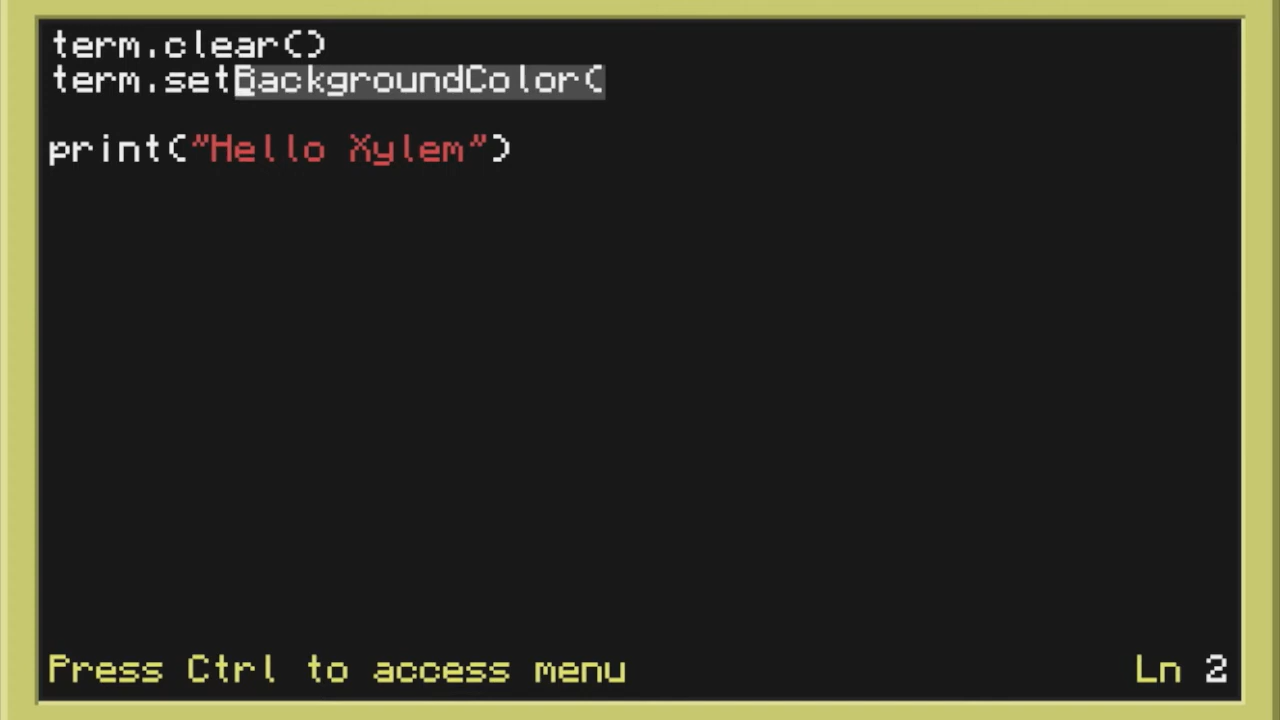 term.clear()
term.setBackgroundColor(
print("Hello Xylem")
Press Ctrl to access menu
Ln 2